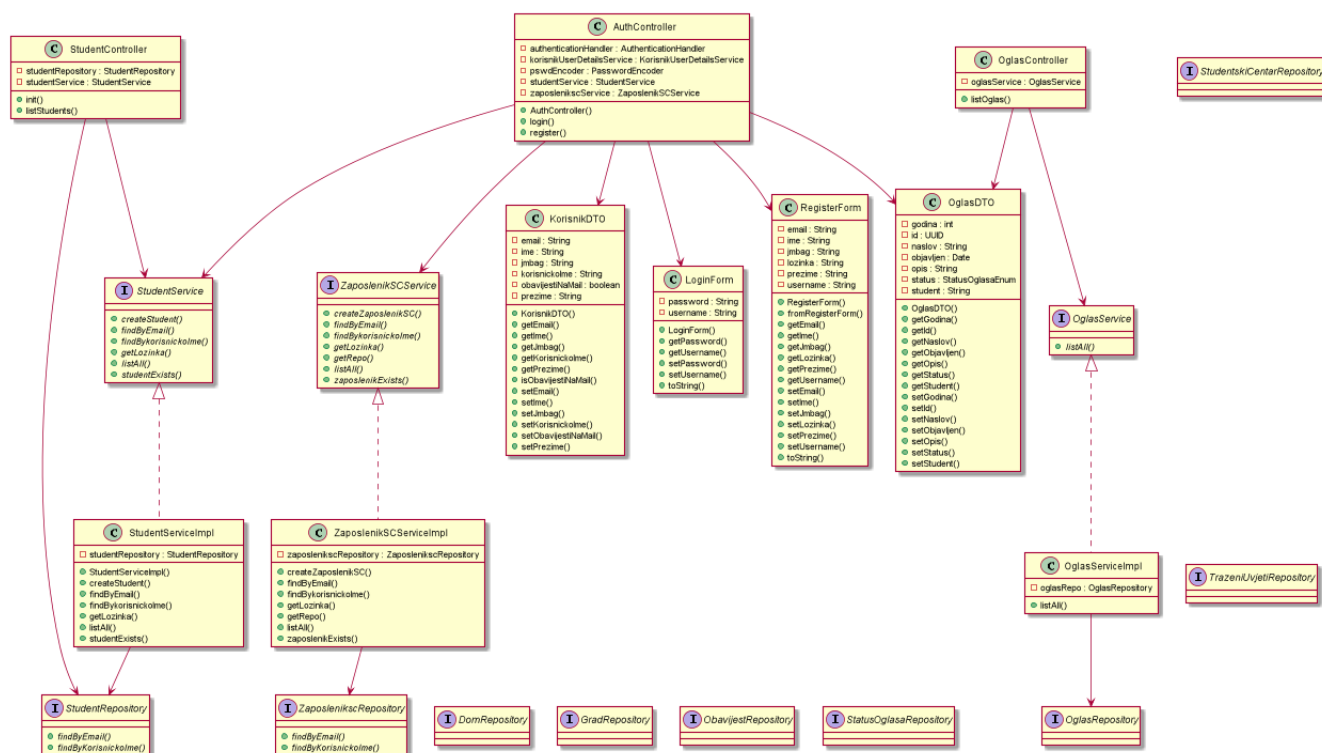 C StudentController
studentRepository : StudentRepository
studentService : StudentService
init()
listStudents()
C AuthController
authenticationHandler : AuthenticationHandler
korisnikUserDetailsService : KorisnikUserDetailsService
pswdEncoder : PasswordEncoder
studentService : StudentService
zaposlenikscService : ZaposlenikSCService
AuthController()
login()
register()
C OglasController
oglasService : OglasService
listOglas()
I StudentskiCentarRepository
I StudentService
createStudent()
findByEmail()
findBykorisnickoIme()
getLozinka()
listAll()
studentExists()
I ZaposlenikSCService
createZaposlenikSC()
findByEmail()
findBykorisnickoIme()
getLozinka()
getRepo()
listAll()
zaposlenikExists()
C KorisnikDTO
email : String
ime : String
jmbag : String
korisnickoIme : String
obavijestiNaMail : boolean
prezime : String
KorisnikDTO()
getEmail()
getIme()
getJmbag()
getKorisnickoIme()
getPrezime()
isObavijestiNaMail()
setEmail()
setIme()
setJmbag()
setKorisnickoIme()
setObavijestiNaMail()
setPrezime()
C LoginForm
password : String
username : String
LoginForm()
getPassword()
getUsername()
setPassword()
setUsername()
toString()
C RegisterForm
email : String
ime : String
jmbag : String
lozinka : String
prezime : String
username : String
RegisterForm()
fromRegisterForm()
getEmail()
getIme()
getJmbag()
getLozinka()
getPrezime()
getUsername()
setEmail()
setIme()
setJmbag()
setLozinka()
setPrezime()
setUsername()
toString()
C OglasDTO
godina : int
id : UUID
naslov : String
objavljen : Date
opis : String
status : StatusOglasaEnum
student : String
OglasDTO()
getGodina()
getId()
getNaslov()
getObjavljen()
getOpis()
getStatus()
getStudent()
setGodina()
setId()
setNaslov()
setObjavljen()
setOpis()
setStatus()
setStudent()
I OglasService
listAll()
C StudentServiceImpl
studentRepository : StudentRepository
StudentServiceImpl()
createStudent()
findByEmail()
findBykorisnickoIme()
getLozinka()
listAll()
studentExists()
C ZaposlenikSCServiceImpl
zaposlenikscRepository : ZaposlenikscRepository
createZaposlenikSC()
findByEmail()
findBykorisnickoIme()
getLozinka()
getRepo()
listAll()
zaposlenikExists()
C OglasServiceImpl
oglasRepo : OglasRepository
listAll()
I TrazeniUvjetiRepository
I StudentRepository
findByEmail()
findByKorisnickoIme()
I ZaposlenikscRepository
findByEmail()
findByKorisnickoIme()
I DomRepository
I GradRepository
I ObavijestRepository
I StatusOglasaRepository
I OglasRepository